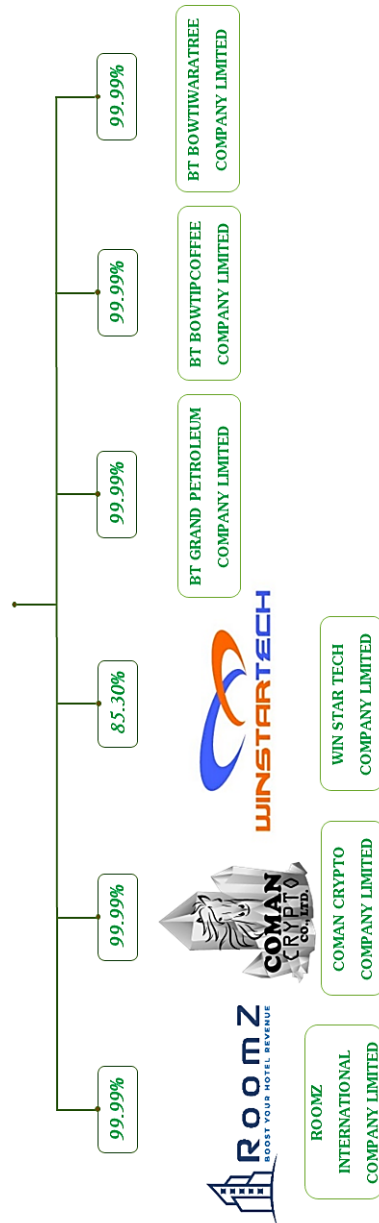 99.99%
99.99%
85.30%
99.99%
99.99%
99.99%
ROOMZ
BOOST YOUR HOTEL REVENUE
COMAN
CRYPTO
CO., LTD.
WINSTARTECH
ROOMZ
INTERNATIONAL
COMPANY LIMITED
COMAN CRYPTO
COMPANY LIMITED
WIN STAR TECH
COMPANY LIMITED
BT GRAND PETROLEUM
COMPANY LIMITED
BT BOWTIPCOFFEE
COMPANY LIMITED
BT BOWTIWARATREE
COMPANY LIMITED